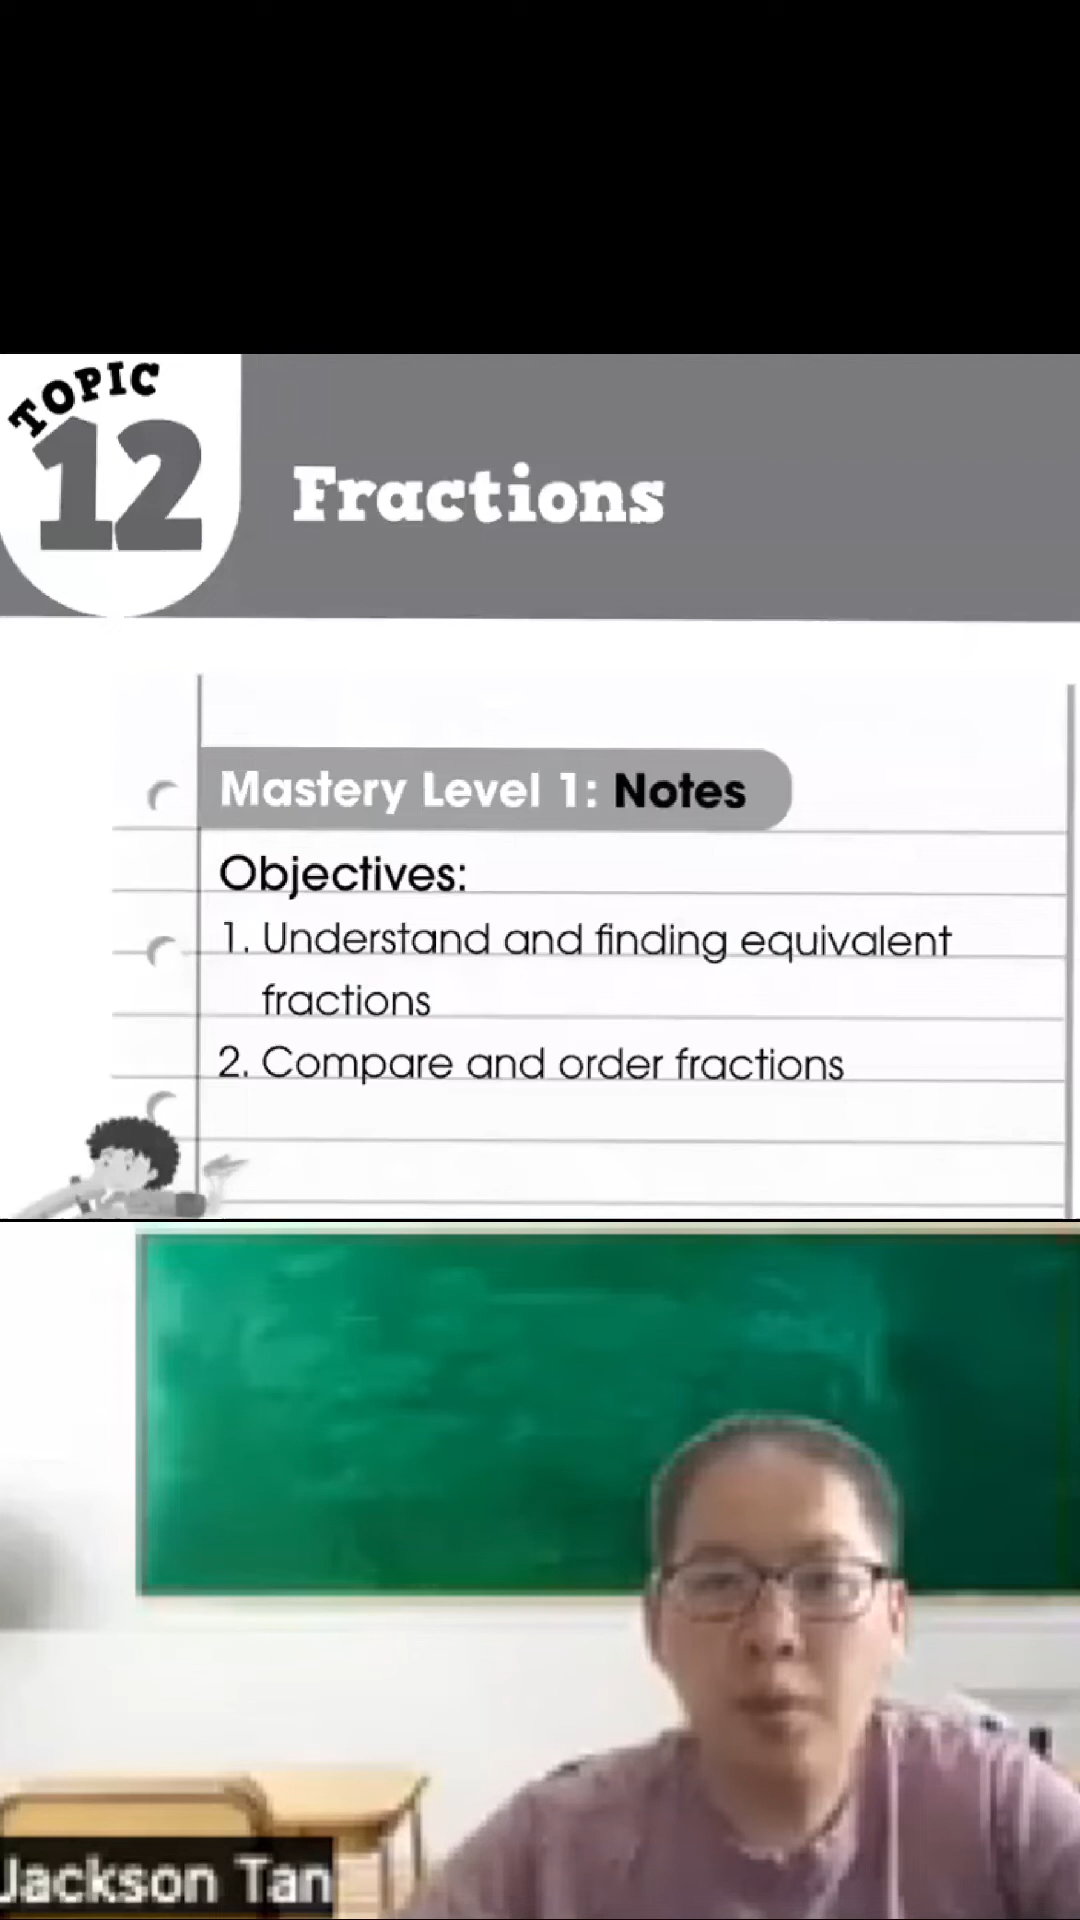 TOPIC
12
Fractions
Mastery Level 1: Notes
Objectives:
1. Understand and finding equivalent
fractions
2. Compare and order fractions
Jackson Tan